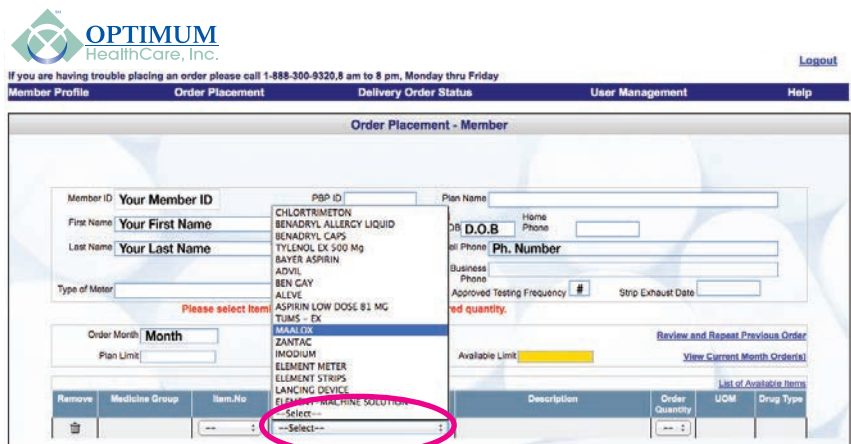 OPTIMUM
HealthCare, Inc.
Logout
If you are having trouble placing an order please call 1-888-300-9320,8 am to 8 pm, Monday thru Friday
Member Profile Order Placement Delivery Order Status User Management Help
Order Placement - Member
Member ID Your Member ID PBP ID Plan Name
First Name Your First Name OB D.O.B Home Phone
Last Name Your Last Name ell Phone Ph. Number
Business Phone
Type of Meter Approved Testing Frequency # Strip Exhaust Date
Please select Item red quantity.
CHLORTRIMETON
BENADRYL ALLERGY LIQUID
BENADRYL CAPS
TYLENOL EX 500 Mg
BAYER ASPIRIN
ADVIL
BEN GAY
ALEVE
ASPIRIN LOW DOSE 81 MG
TUMS - EX
MAALOX
ZANTAC
IMODIUM
ELEMENT METER
ELEMENT STRIPS
LANCING DEVICE
ELEMENT MACHINE SOLUTION
--Select--
--Select--
Order Month Month Review and Repeat Previous Order
Plan Limit Available Limit View Current Month Order(s)
List of Available Items
Remove Medicine Group Item.No Description Order Quantity UOM Drug Type
-- --